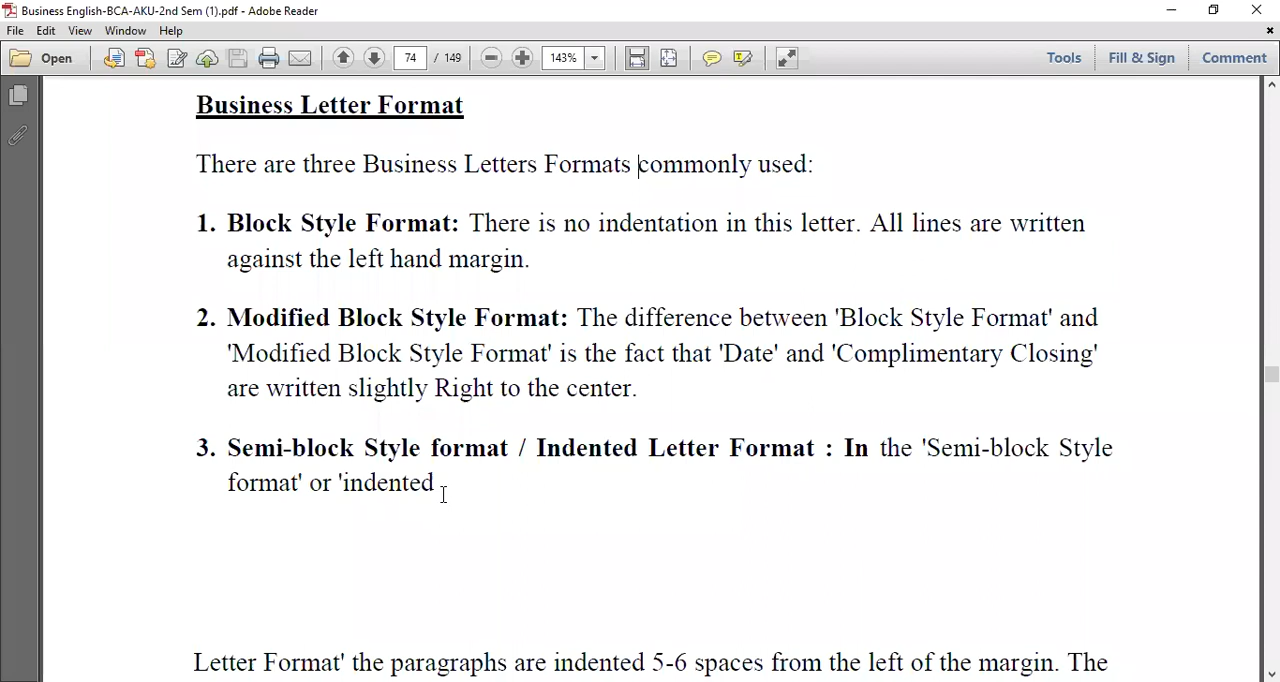 Business English-BCA-AKU-2nd Sem (1).pdf - Adobe Reader
File Edit View Window Help
Open 74 / 149 143% Tools Fill & Sign Comment
Business Letter Format
There are three Business Letters Formats commonly used:
1. Block Style Format: There is no indentation in this letter. All lines are written
against the left hand margin.
2. Modified Block Style Format: The difference between 'Block Style Format' and
'Modified Block Style Format' is the fact that 'Date' and 'Complimentary Closing'
are written slightly Right to the center.
3. Semi-block Style format / Indented Letter Format : In the 'Semi-block Style
format' or 'indented
Letter Format' the paragraphs are indented 5-6 spaces from the left of the margin. The